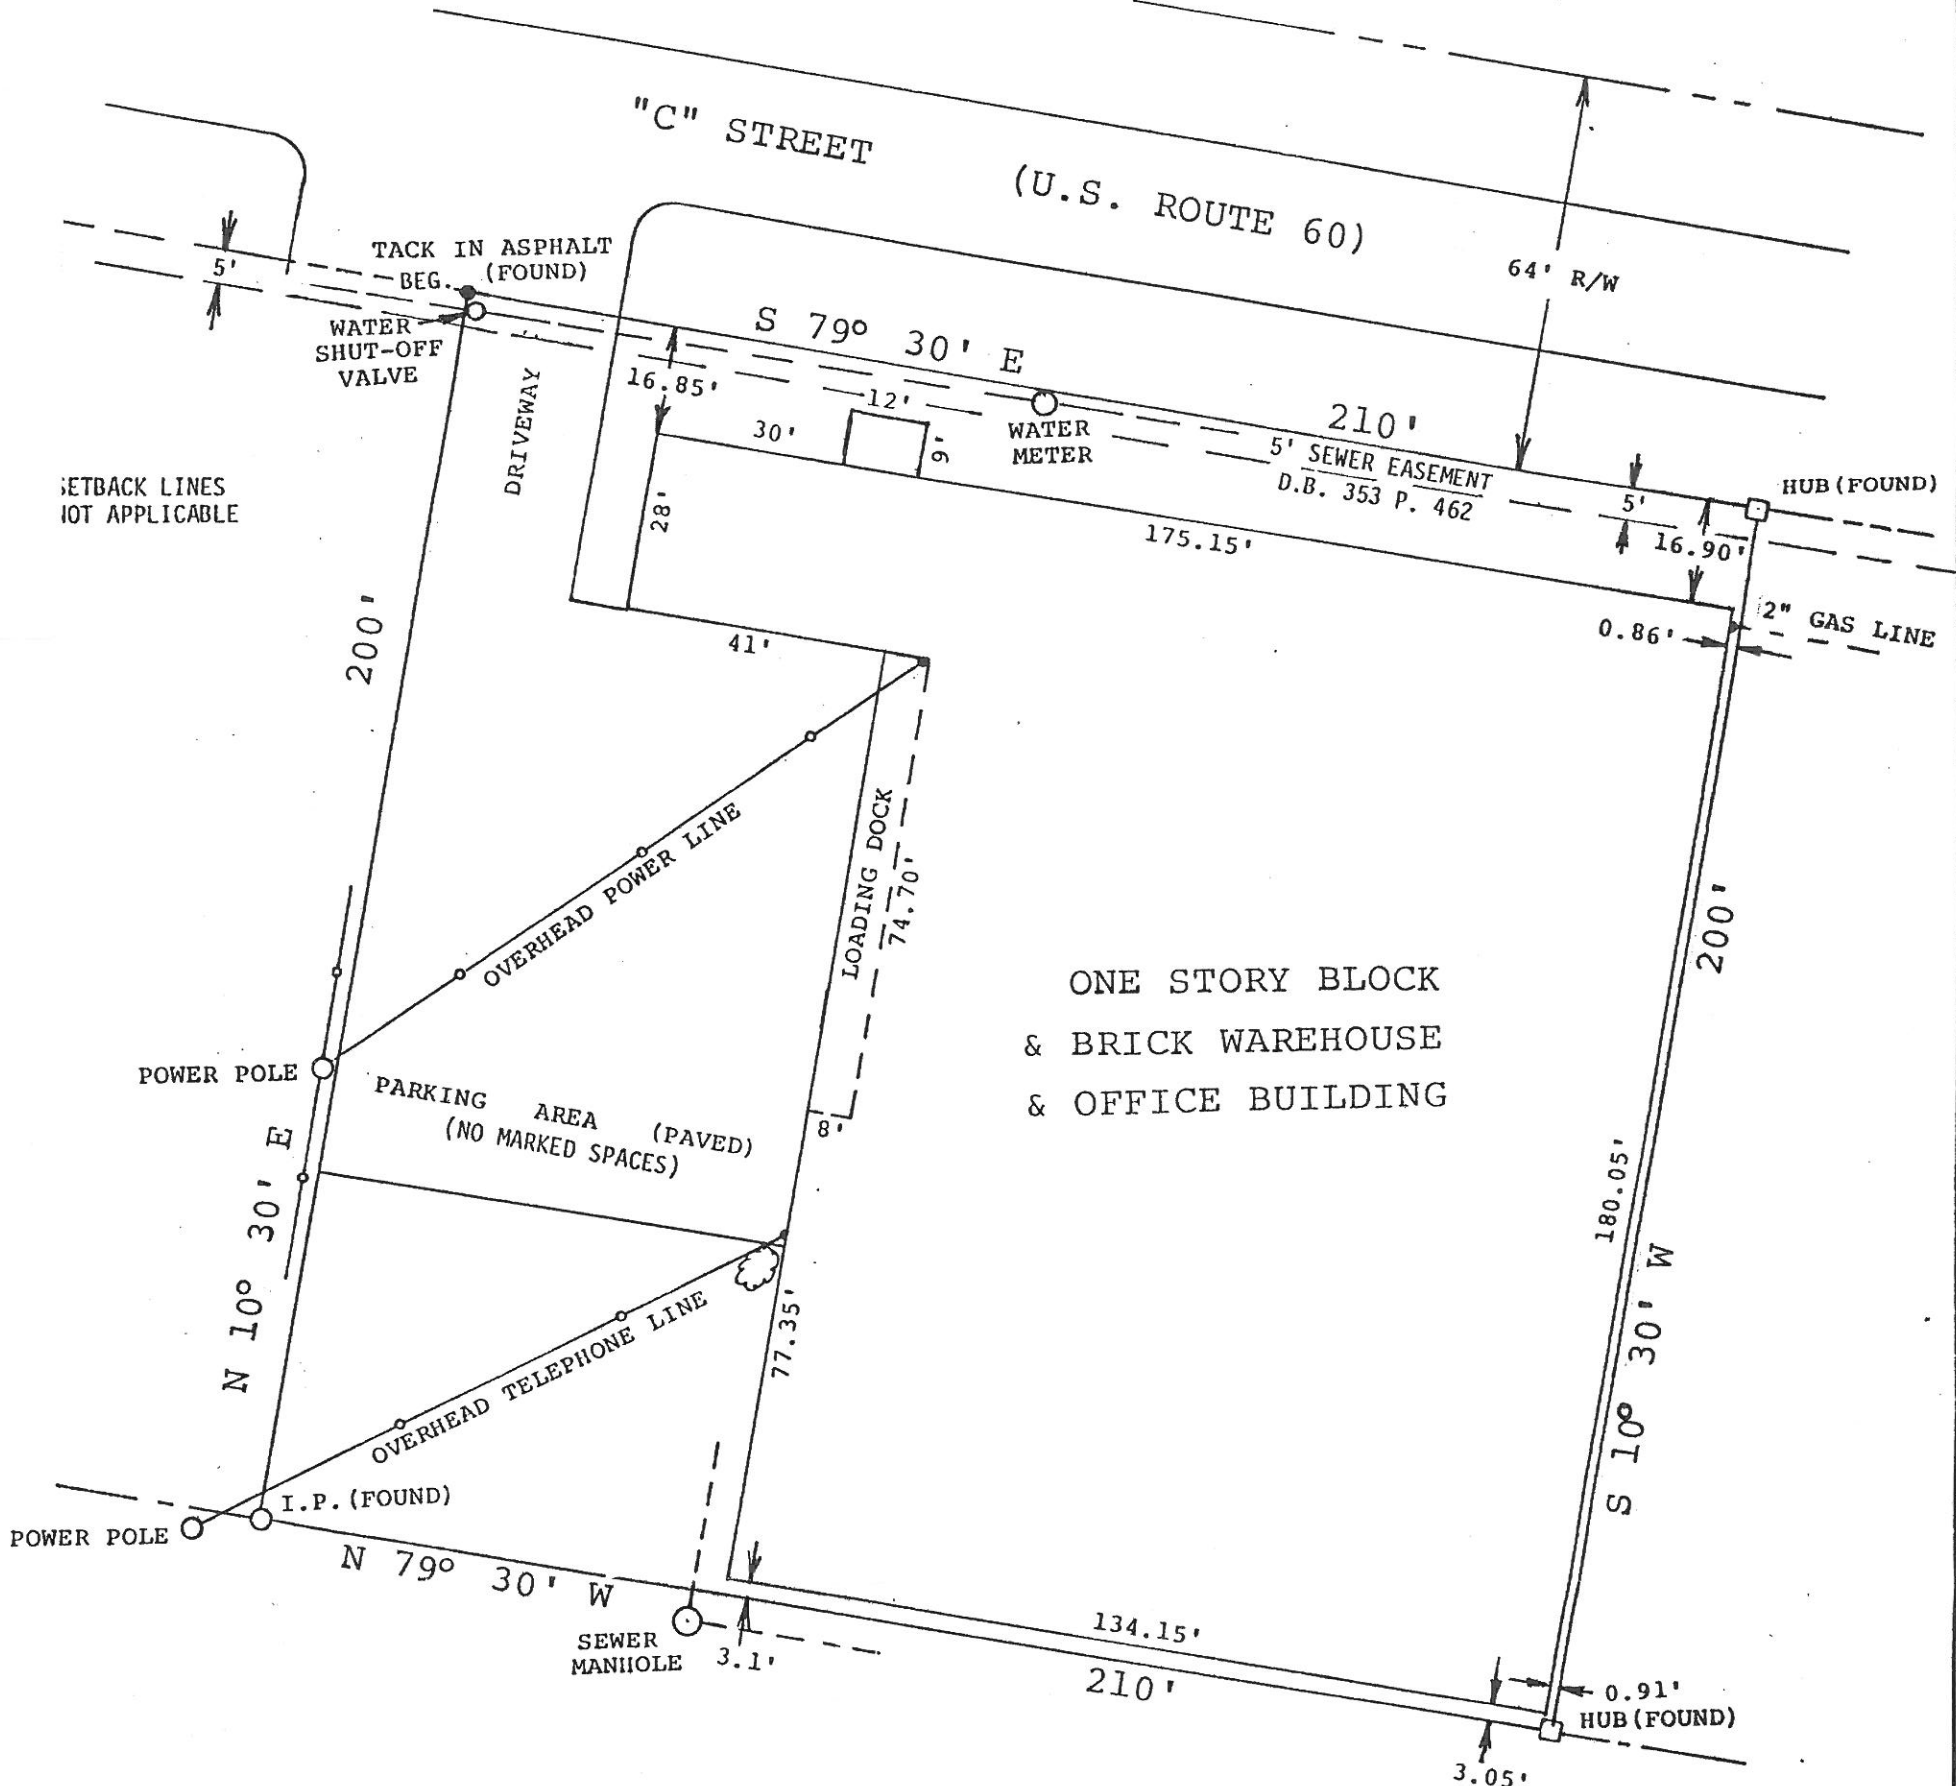 "C" STREET (U.S. ROUTE 60)
64' R/W
TACK IN ASPHALT
(FOUND)
BEG.
5'
WATER
SHUT-OFF
VALVE
S 79° 30' E
210'
16.85'
12'
30'
9'
WATER
METER
5' SEWER EASEMENT
D.B. 353 P. 462
5'
HUB (FOUND)
16.90'
175.15'
2" GAS LINE
0.86'
DRIVEWAY
28'
41'
SETBACK LINES
NOT APPLICABLE
200'
OVERHEAD POWER LINE
LOADING DOCK
74.70'
8'
ONE STORY BLOCK
& BRICK WAREHOUSE
& OFFICE BUILDING
200'
180.05'
S 10° 30' W
POWER POLE
PARKING AREA (PAVED)
(NO MARKED SPACES)
N 10° 30' E
77.35'
OVERHEAD TELEPHONE LINE
I.P. (FOUND)
POWER POLE
N 79° 30' W
SEWER
MANHOLE
3.1'
134.15'
210'
0.91'
HUB (FOUND)
3.05'